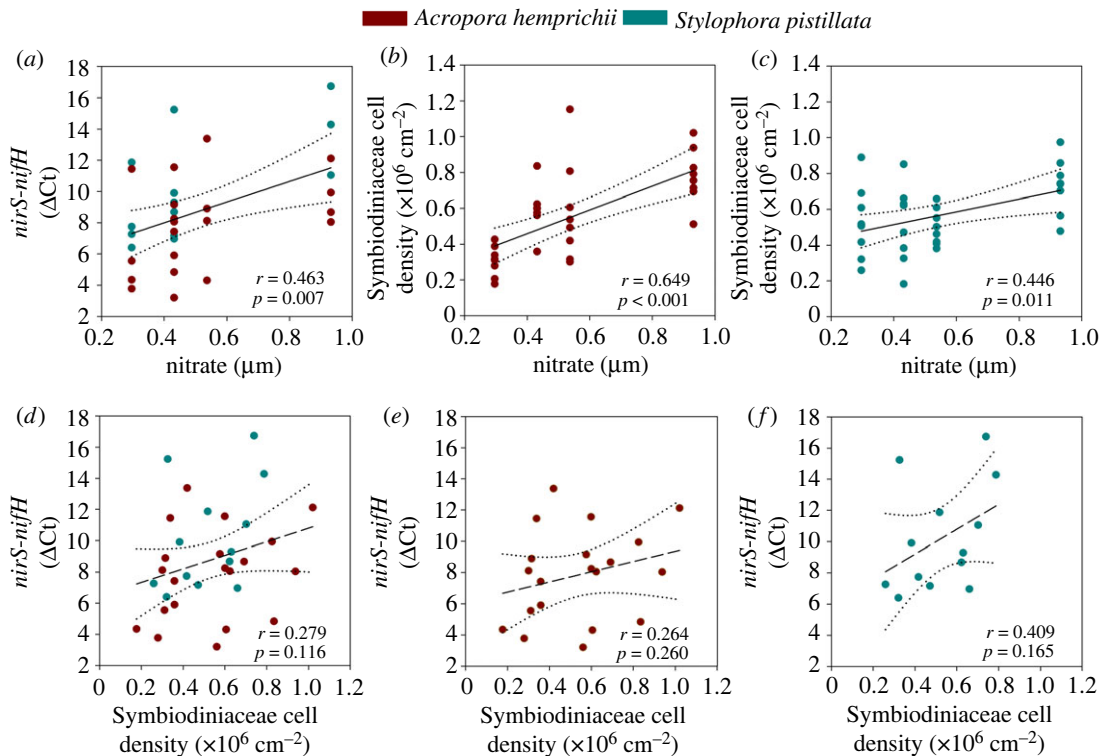 Acropora hemprichii Stylophora pistillata
(a) (b) (c)
nirS-nifH
(ΔCt)
18
16
14
12
10
8
6
4
2
0.2 0.4 0.6 0.8 1.0
nitrate (μm)
r = 0.463
p = 0.007
Symbiodiniaceae cell
density (×10⁶ cm⁻²)
1.4
1.2
1.0
0.8
0.6
0.4
0.2
0
0.2 0.4 0.6 0.8 1.0
nitrate (μm)
r = 0.649
p < 0.001
Symbiodiniaceae cell
density (×10⁶ cm⁻²)
1.4
1.2
1.0
0.8
0.6
0.4
0.2
0
0.2 0.4 0.6 0.8 1.0
nitrate (μm)
r = 0.446
p = 0.011
(d) (e) (f)
nirS-nifH
(ΔCt)
18
16
14
12
10
8
6
4
2
0 0.2 0.4 0.6 0.8 1.0 1.2
Symbiodiniaceae cell
density (×10⁶ cm⁻²)
r = 0.279
p = 0.116
nirS-nifH
(ΔCt)
18
16
14
12
10
8
6
4
2
0 0.2 0.4 0.6 0.8 1.0 1.2
Symbiodiniaceae cell
density (×10⁶ cm⁻²)
r = 0.264
p = 0.260
nirS-nifH
(ΔCt)
18
16
14
12
10
8
6
4
2
0 0.2 0.4 0.6 0.8 1.0 1.2
Symbiodiniaceae cell
density (×10⁶ cm⁻²)
r = 0.409
p = 0.165